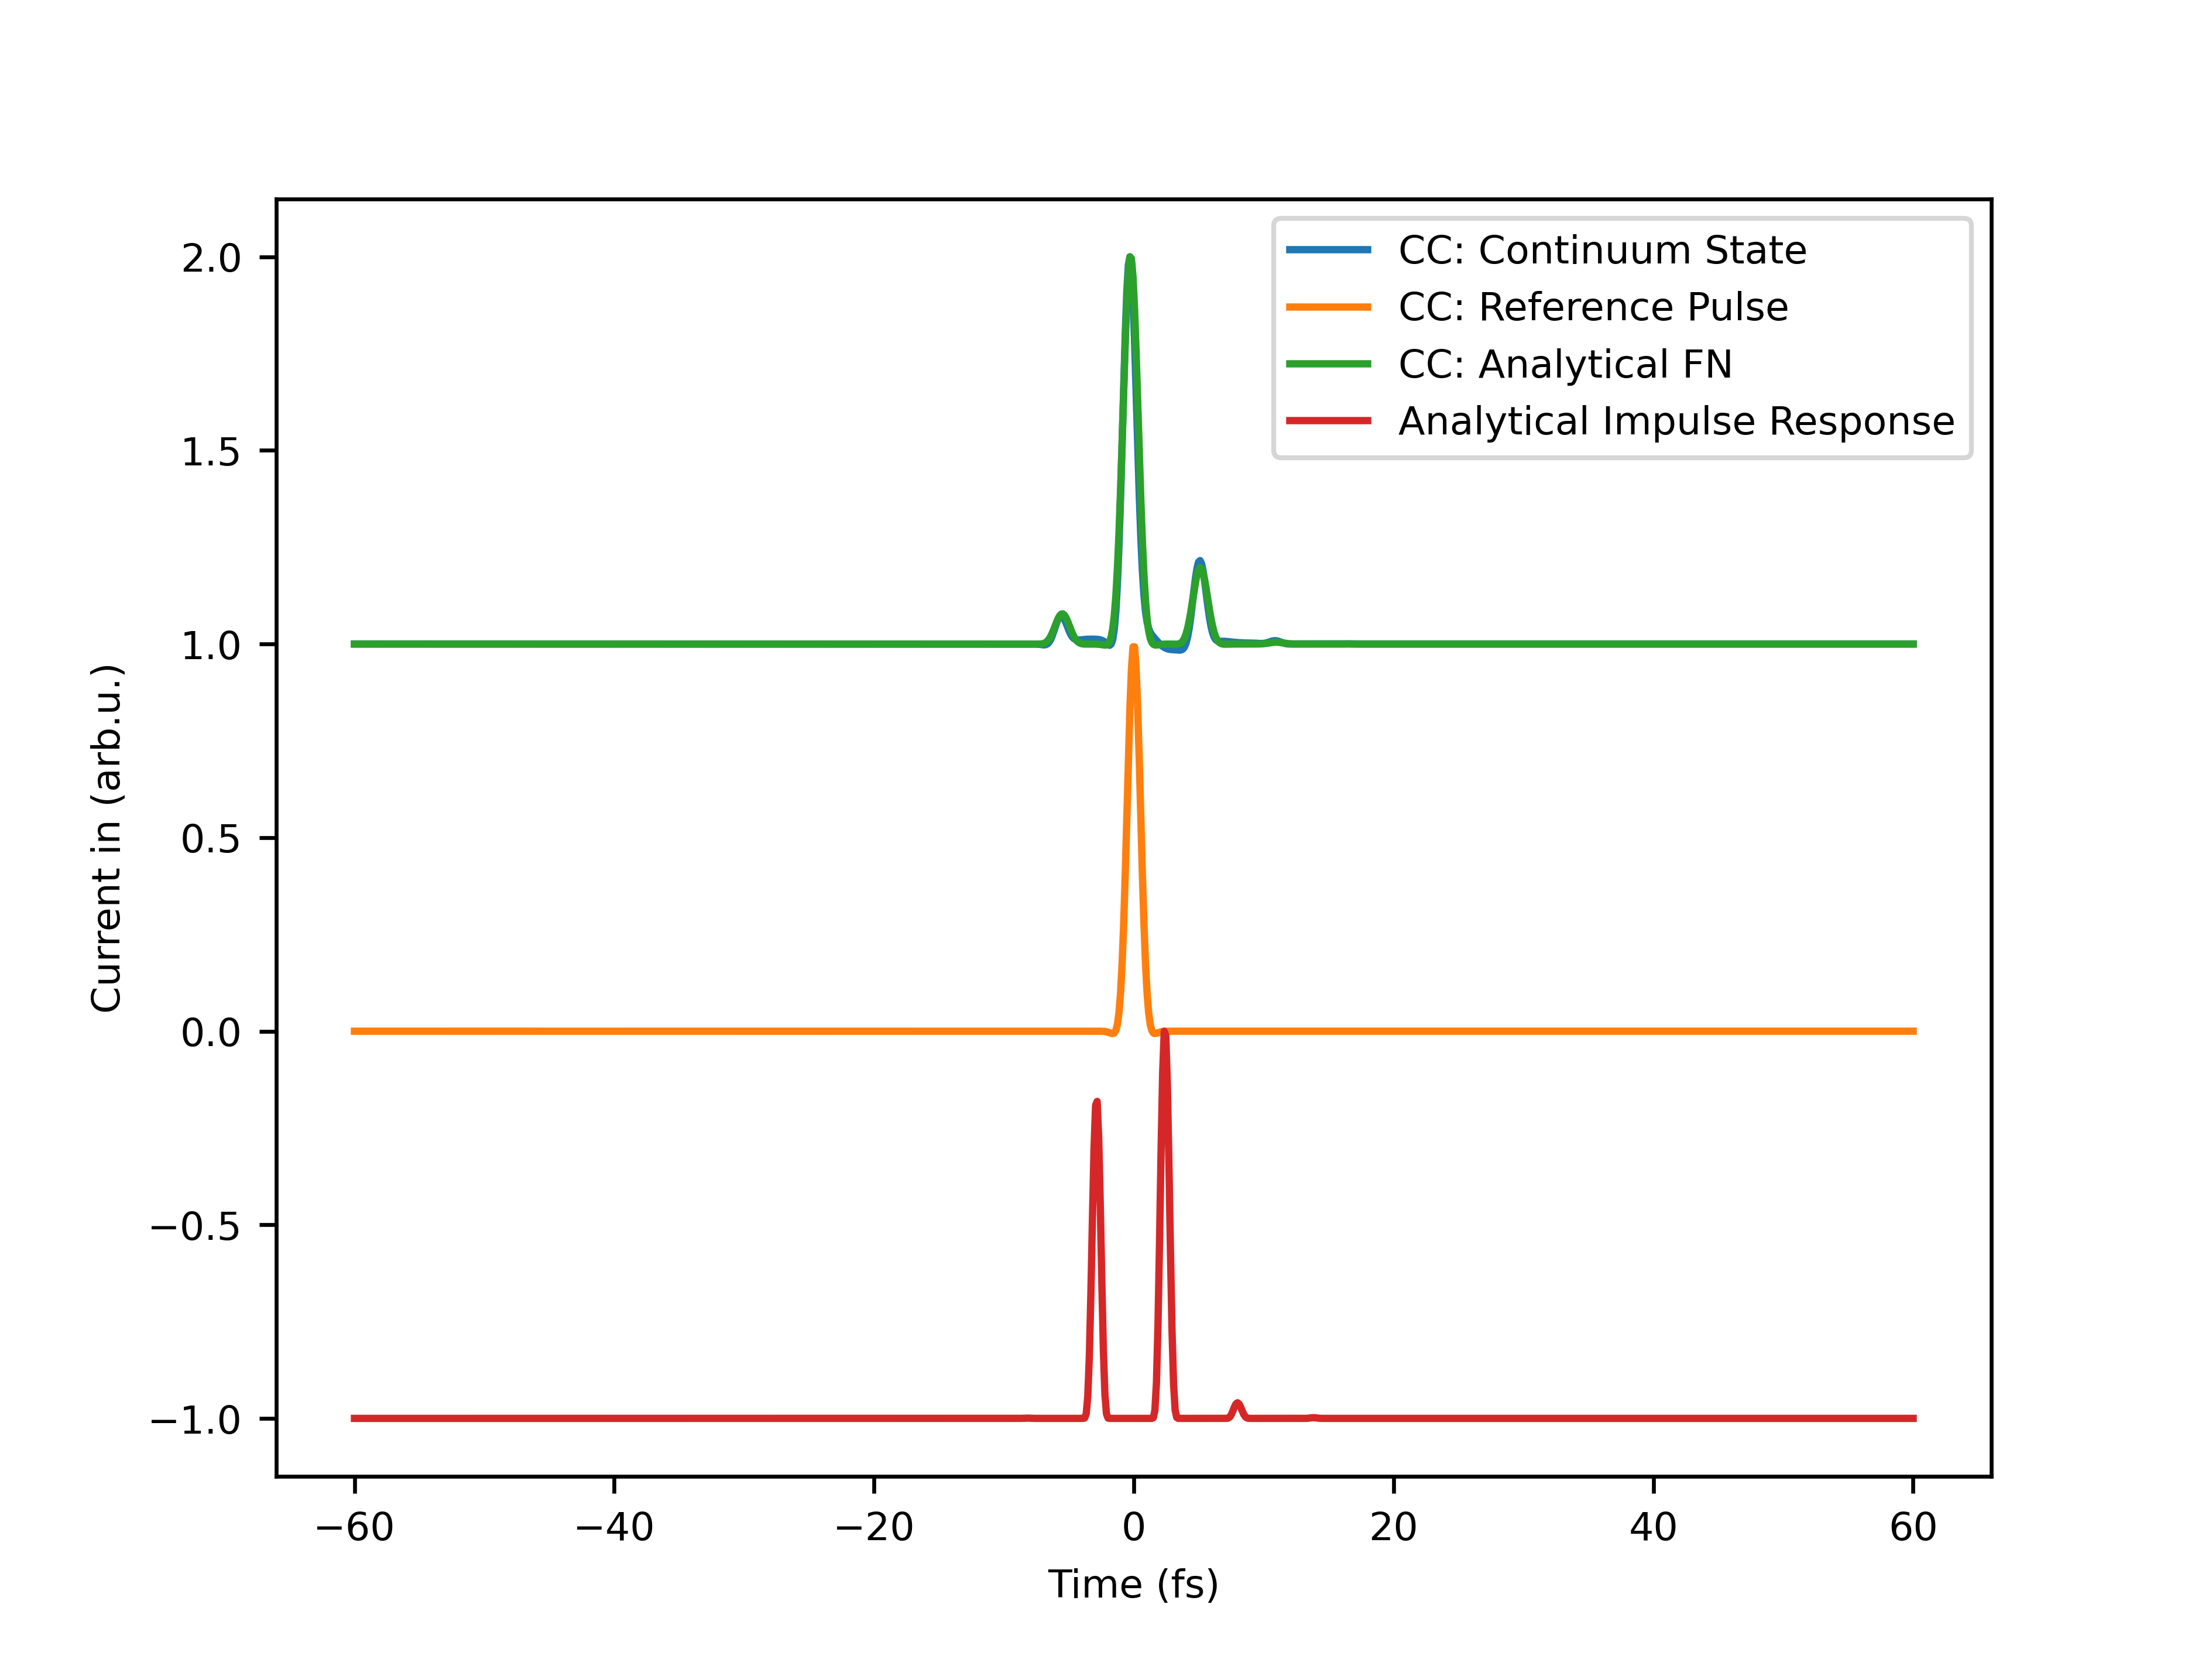 CC: Continuum State
CC: Reference Pulse
CC: Analytical FN
Analytical Impulse Response
2.0
1.5
1.0
0.5
0.0
−0.5
−1.0
Current in (arb.u.)
−60
−40
−20
0
20
40
60
Time (fs)